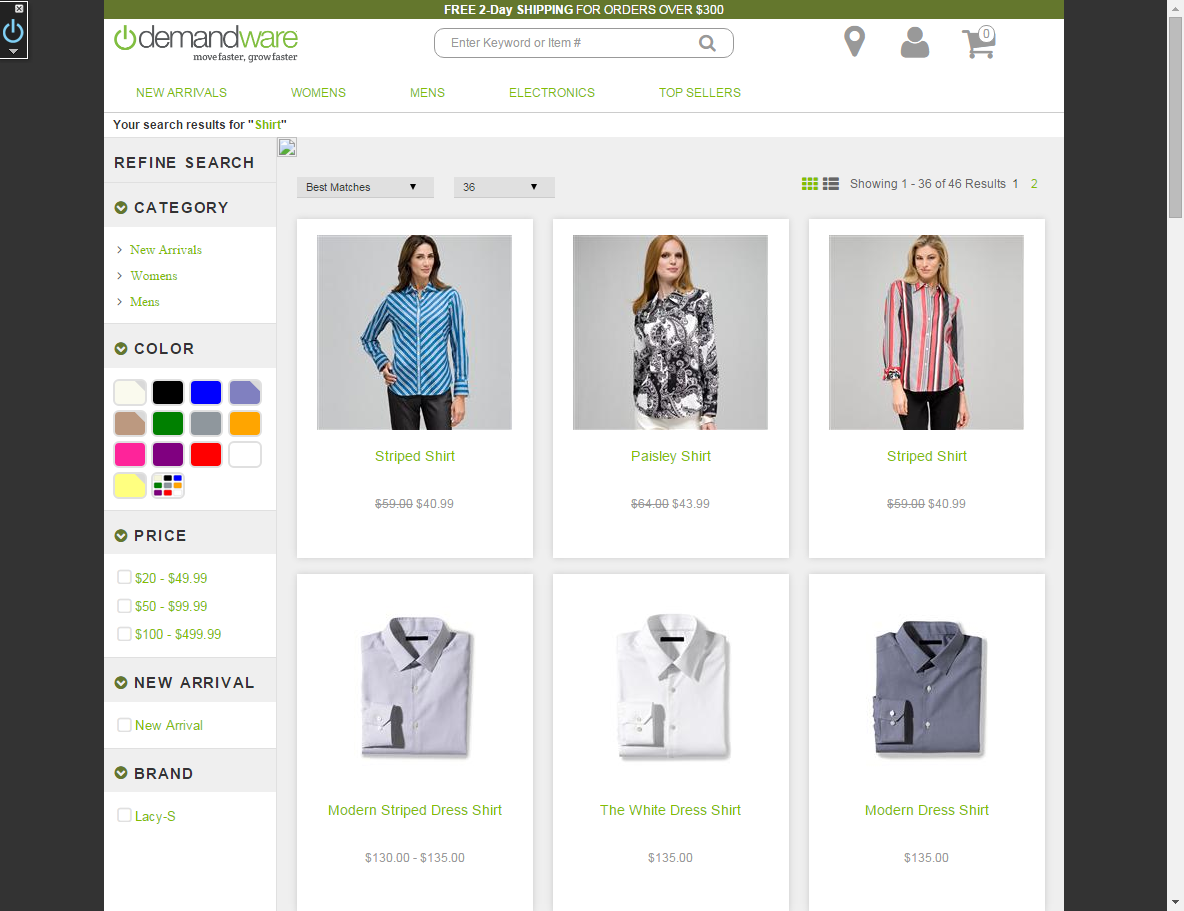 FREE 2-Day SHIPPING FOR ORDERS OVER $300
demandware
move faster, grow faster
Enter Keyword or Item #
0
NEW ARRIVALS
WOMENS
MENS
ELECTRONICS
TOP SELLERS
Your search results for "Shirt"
REFINE SEARCH
CATEGORY
New Arrivals
Womens
Mens
COLOR
PRICE
$20 - $49.99
$50 - $99.99
$100 - $499.99
NEW ARRIVAL
New Arrival
BRAND
Lacy-S
Best Matches
36
Showing 1 - 36 of 46 Results 1 2
Striped Shirt
$59.00 $40.99
Paisley Shirt
$64.00 $43.99
Striped Shirt
$59.00 $40.99
Modern Striped Dress Shirt
$130.00 - $135.00
The White Dress Shirt
$135.00
Modern Dress Shirt
$135.00